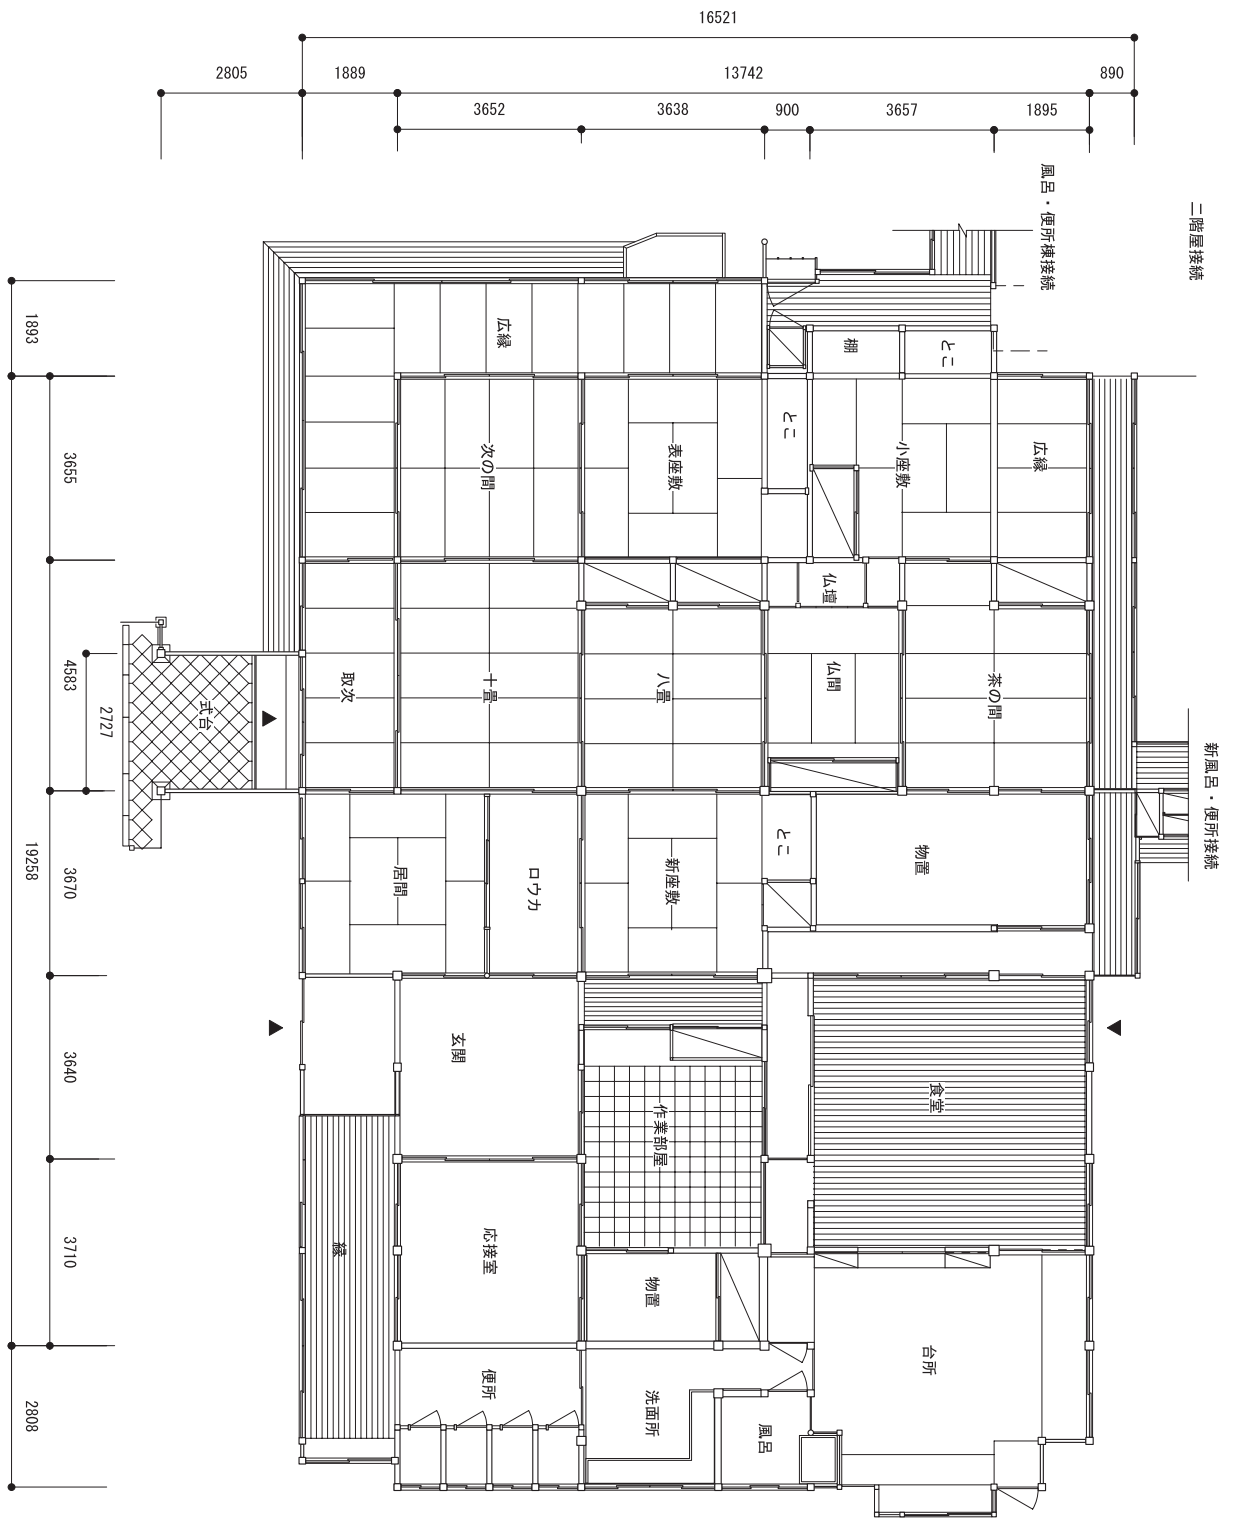 16521
2805
1889
13742
890
3652
3638
900
3657
1895
二階屋接続
風呂・便所棟接続
1893
広縁
棚
とこ
3655
次の間
表座敷
とこ
小座敷
広縁
4583
2727
式台
取次
十畳
八畳
仏壇
仏間
茶の間
新風呂・便所接続
19258
3670
居間
ロウカ
新座敷
とこ
物置
3640
玄関
作業部屋
食堂
3710
縁
応接室
物置
台所
2808
便所
洗面所
風呂